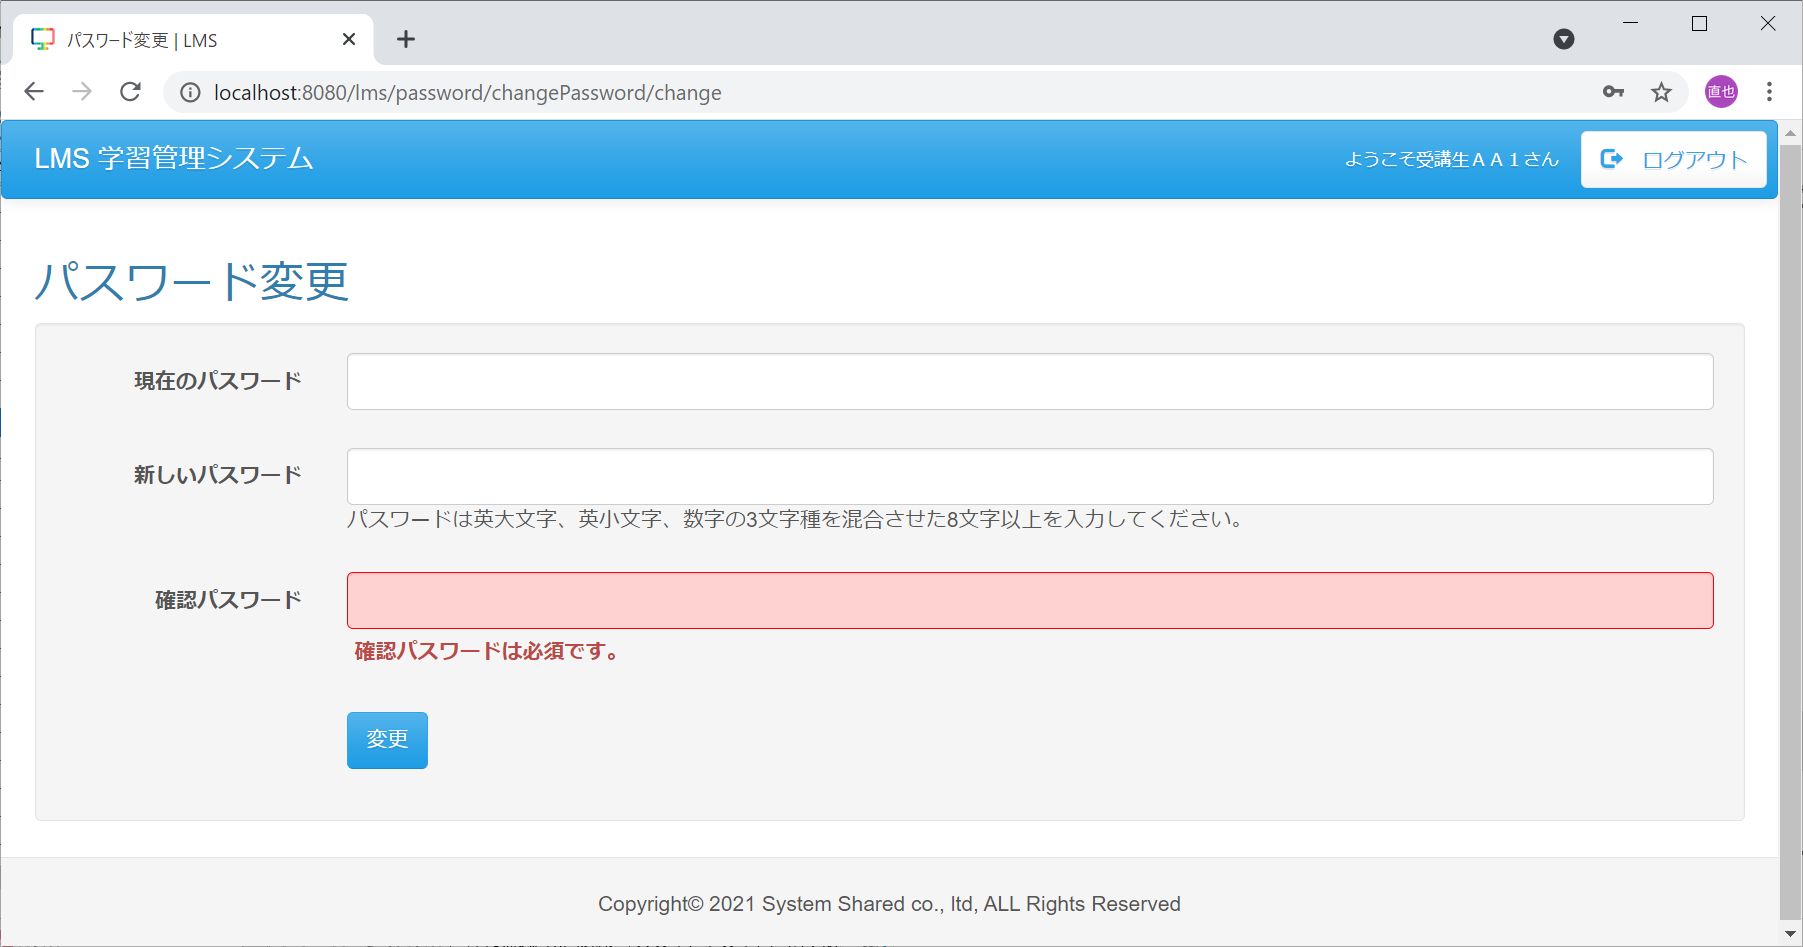 パスワード変更 | LMS
localhost:8080/lms/password/changePassword/change
直也
LMS 学習管理システム
ようこそ受講生ＡＡ１さん
ログアウト
パスワード変更
現在のパスワード
新しいパスワード
パスワードは英大文字、英小文字、数字の3文字種を混合させた8文字以上を入力してください。
確認パスワード
確認パスワードは必須です。
変更
Copyright© 2021 System Shared co., ltd, ALL Rights Reserved